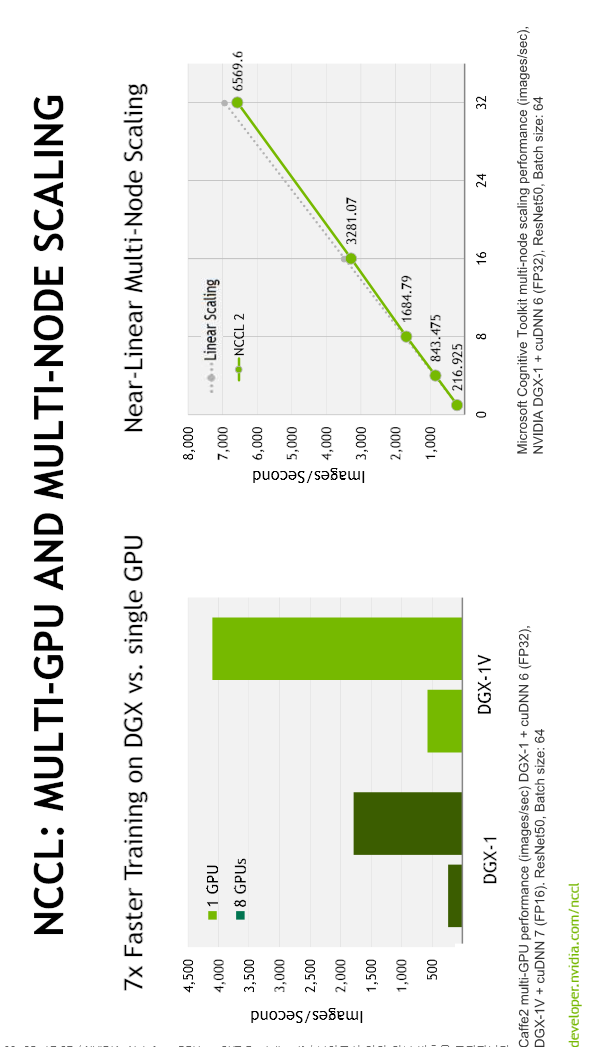 NCCL: MULTI-GPU AND MULTI-NODE SCALING
7x Faster Training on DGX vs. single GPU
4,500
4,000
3,500
3,000
2,500
2,000
1,500
1,000
500
Images/Second
1 GPU
8 GPUs
DGX-1
DGX-1V
Caffe2 multi-GPU performance (images/sec) DGX-1 + cuDNN 6 (FP32),
DGX-1V + cuDNN 7 (FP16). ResNet50, Batch size: 64
Near-Linear Multi-Node Scaling
8,000
7,000
6,000
5,000
4,000
3,000
2,000
1,000
Images/Second
Linear Scaling
NCCL 2
216.925
843.475
1684.79
3281.07
6569.6
0
8
16
24
32
Microsoft Cognitive Toolkit multi-node scaling performance (images/sec),
NVIDIA DGX-1 + cuDNN 6 (FP32), ResNet50, Batch size: 64
developer.nvidia.com/nccl